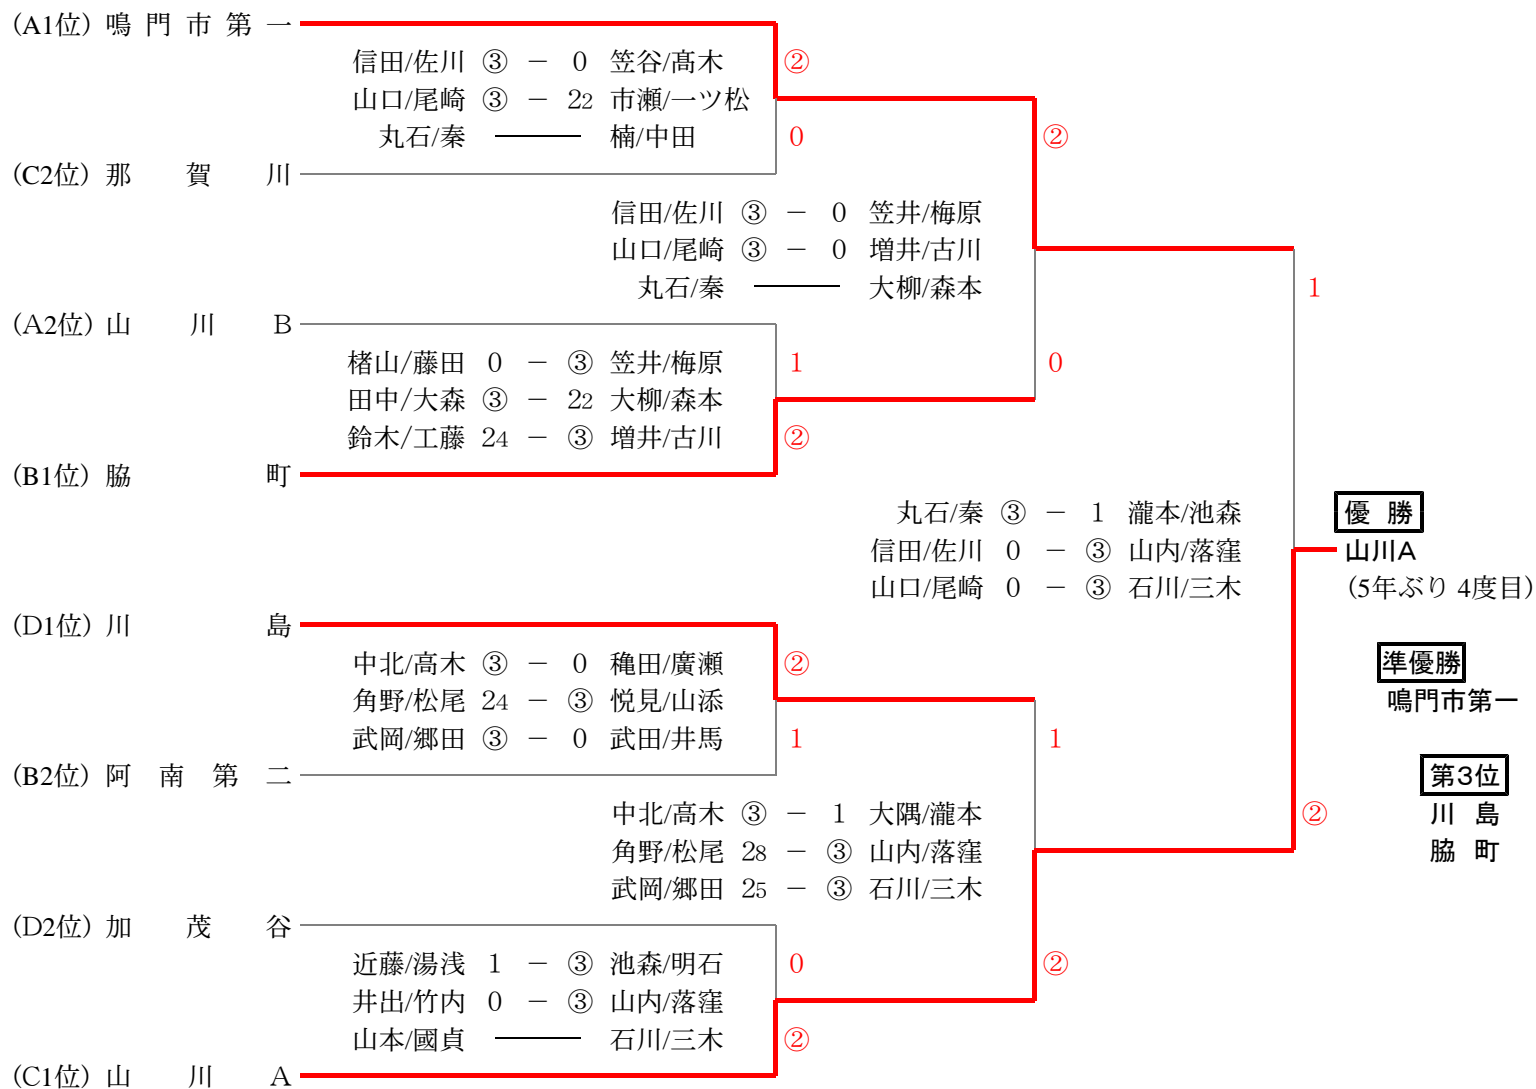 (A1位) 鳴門市第一
信田/佐川 ③ － 0 笠谷/髙木 ②
山口/尾崎 ③ － 22 市瀬/一ツ松
丸石/秦 ――― 楠/中田 0 ②
(C2位) 那賀川
信田/佐川 ③ － 0 笠井/梅原
山口/尾崎 ③ － 0 増井/古川
丸石/秦 ――― 大柳/森本 1
(A2位) 山川B
楮山/藤田 0 － ③ 笠井/梅原 1 0
田中/大森 ③ － 22 大柳/森本
鈴木/工藤 24 － ③ 増井/古川 ②
(B1位) 脇町
丸石/秦 ③ － 1 瀧本/池森 優勝
信田/佐川 0 － ③ 山内/落窪 山川A
山口/尾崎 0 － ③ 石川/三木 (5年ぶり 4度目)
(D1位) 川島
中北/高木 ③ － 0 穐田/廣瀬 ② 準優勝
角野/松尾 24 － ③ 悦見/山添 鳴門市第一
武岡/郷田 ③ － 0 武田/井馬 1 1
(B2位) 阿南第二 第3位
中北/高木 ③ － 1 大隅/瀧本 ② 川島
角野/松尾 28 － ③ 山内/落窪 脇町
武岡/郷田 25 － ③ 石川/三木
(D2位) 加茂谷
近藤/湯浅 1 － ③ 池森/明石 0 ②
井出/竹内 0 － ③ 山内/落窪
山本/國貞 ――― 石川/三木 ②
(C1位) 山川A